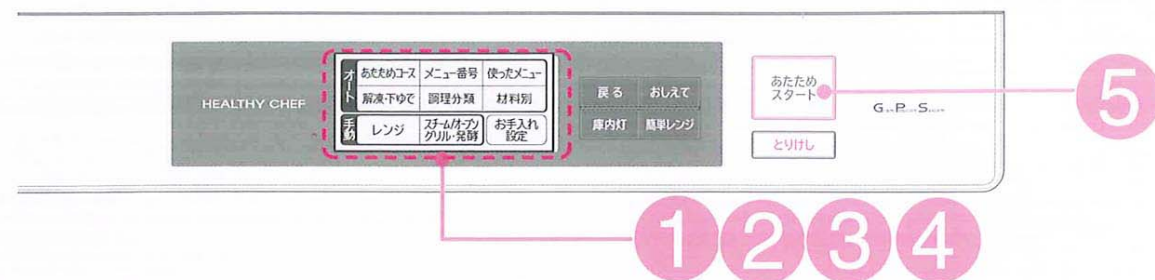 HEALTHY CHEF
オート
あたためコース
メニュー番号
使ったメニュー
解凍・下ゆで
調理分類
材料別
手動
レンジ
スチーム/オーブン
グリル・発酵
お手入れ
設定
戻る
おしえて
庫内灯
簡単レンジ
あたため
スタート
とりけし
5
1 2 3 4